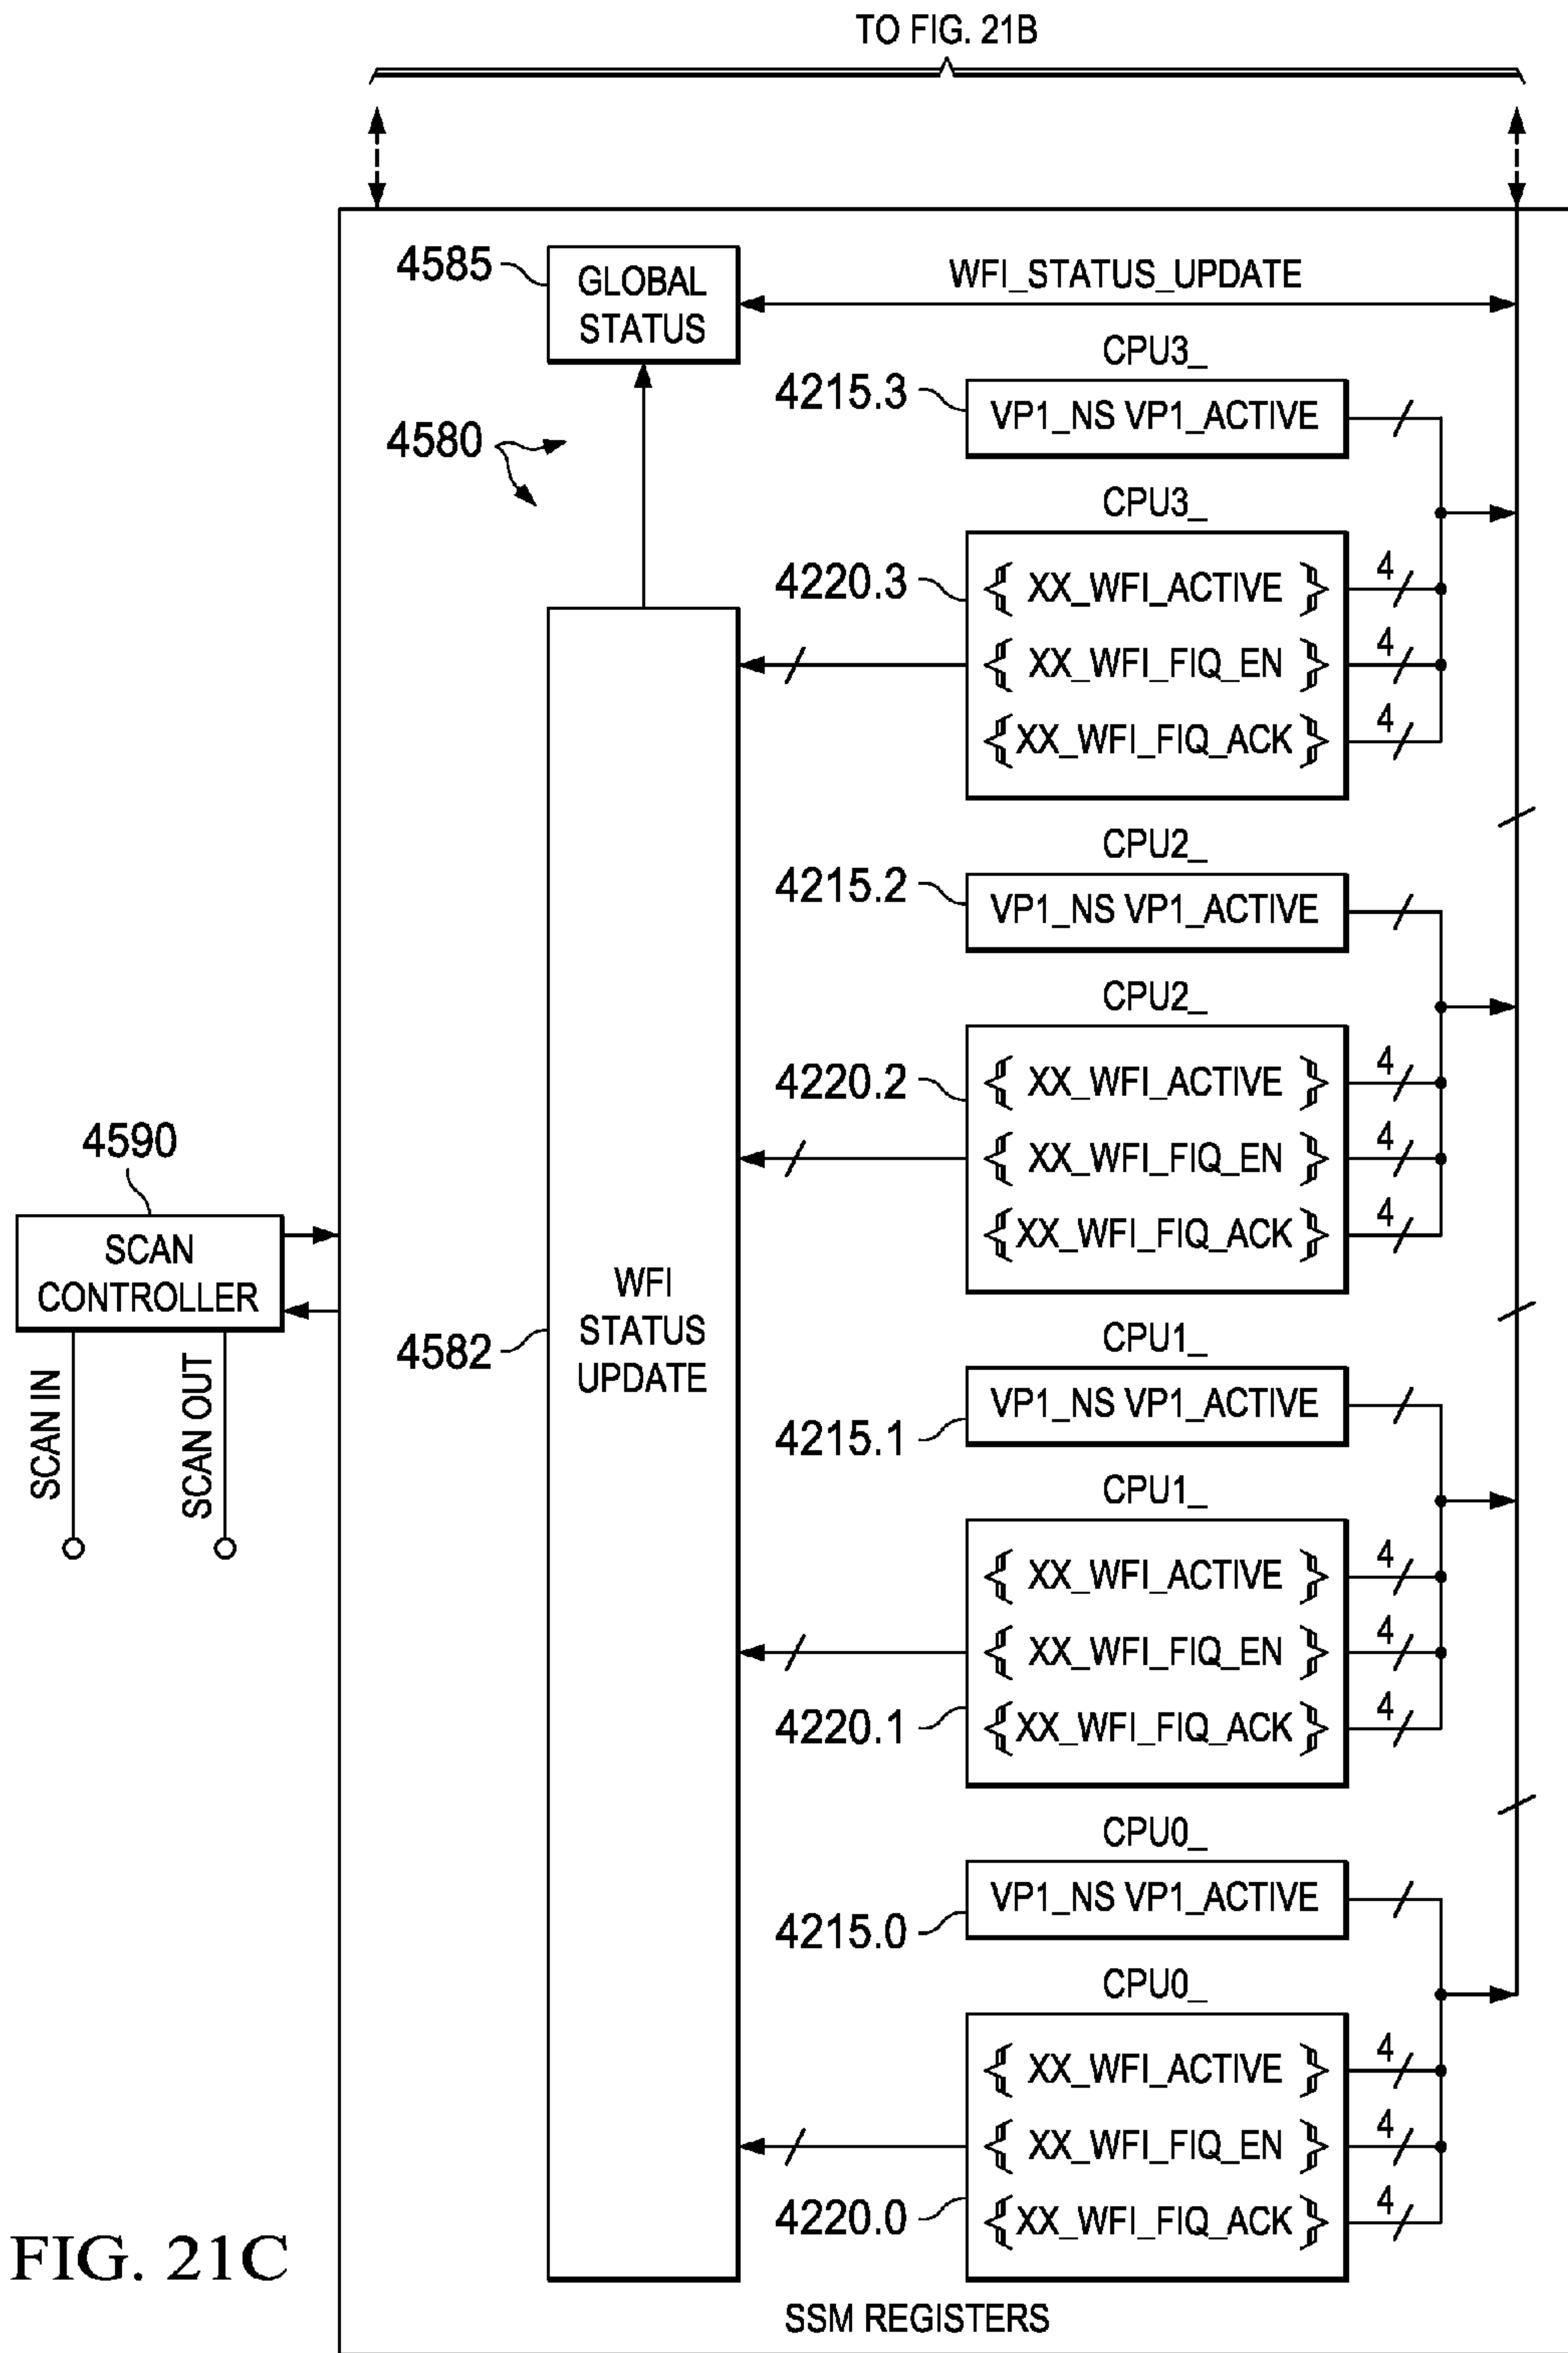 TO FIG. 21B
4585
GLOBAL
STATUS
WFI_STATUS_UPDATE
CPU3_
4215.3
VP1_NS VP1_ACTIVE
4580
CPU3_
4220.3
{ XX_WFI_ACTIVE } 4
{ XX_WFI_FIQ_EN } 4
{ XX_WFI_FIQ_ACK } 4
CPU2_
4215.2
VP1_NS VP1_ACTIVE
CPU2_
4220.2
{ XX_WFI_ACTIVE } 4
{ XX_WFI_FIQ_EN } 4
{ XX_WFI_FIQ_ACK } 4
4590
SCAN
CONTROLLER
SCAN IN
SCAN OUT
4582
WFI
STATUS
UPDATE
CPU1_
4215.1
VP1_NS VP1_ACTIVE
CPU1_
{ XX_WFI_ACTIVE } 4
{ XX_WFI_FIQ_EN } 4
4220.1
{ XX_WFI_FIQ_ACK } 4
CPU0_
4215.0
VP1_NS VP1_ACTIVE
CPU0_
{ XX_WFI_ACTIVE } 4
{ XX_WFI_FIQ_EN } 4
4220.0
{ XX_WFI_FIQ_ACK } 4
FIG. 21C
SSM REGISTERS